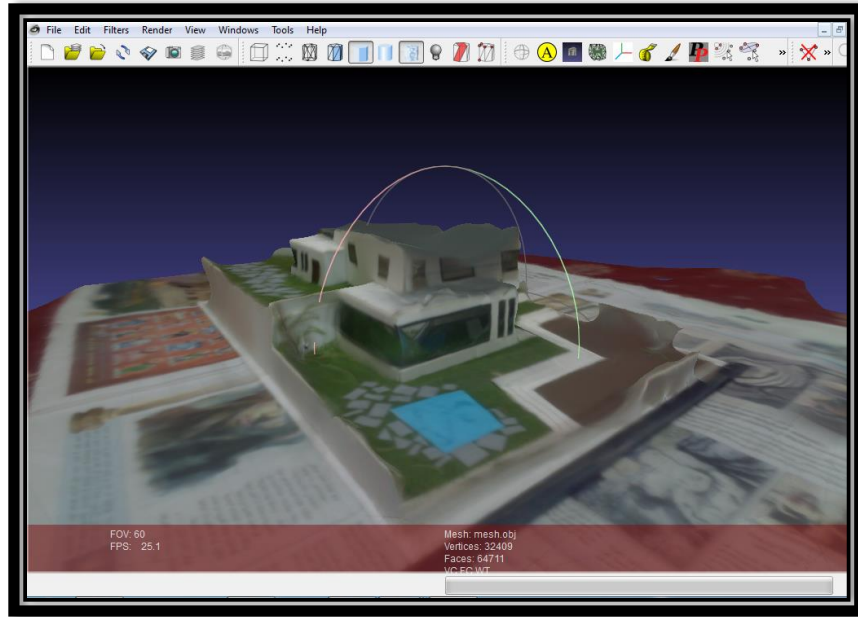 File Edit Filters Render View Windows Tools Help
A
FOV: 60
FPS: 25.1
Mesh: mesh.obj
Vertices: 32409
Faces: 64711
VC FC WT